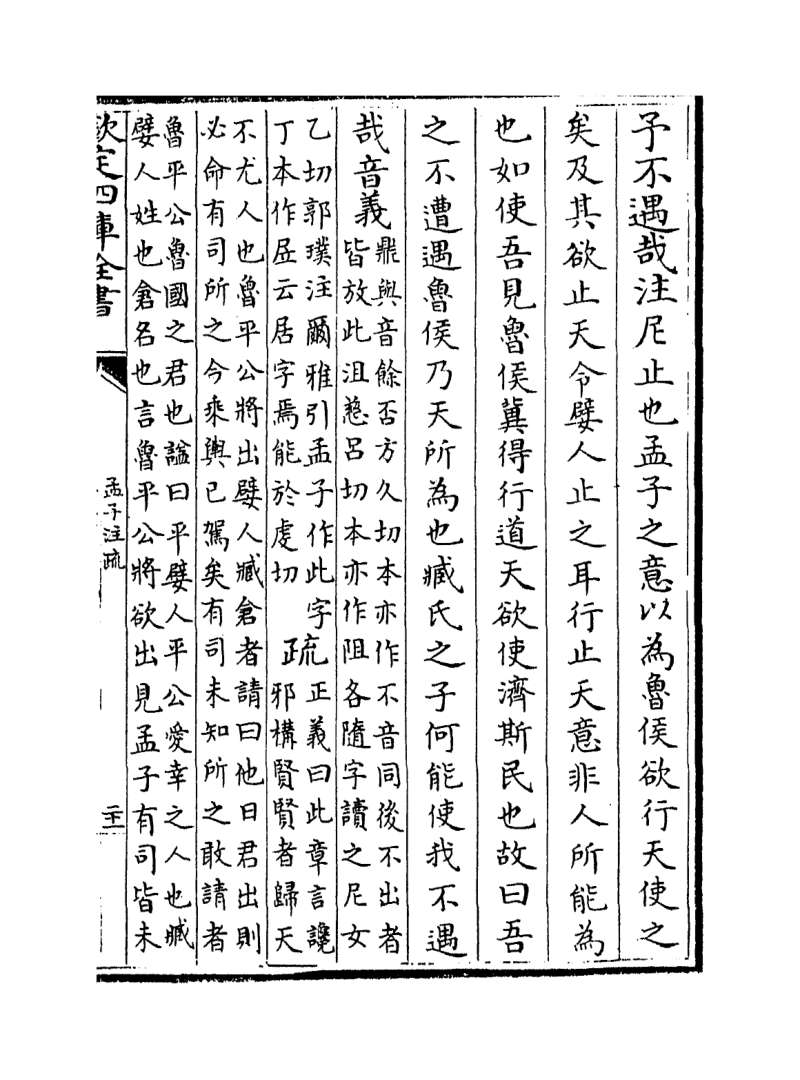 予不遇哉注尼止也孟子之意以為魯侯欲行天使之
矣及其欲止天令嬖人止之耳行止天意非人所能為
也如使吾見魯侯冀得行道天欲使濟斯民也故曰吾
之不遭遇魯侯乃天所為也臧氏之子何能使我不遇
哉音義
鼎與音餘否方久切本亦作不音同後不出者
皆放此沮慈呂切本亦作阻各隨字讀之尼女
乙切郭璞注爾雅引孟子作此字
丁本作㞐云居字焉能於虔切
疏
正義曰此章言讒
邪構賢賢者歸天
不尤人也魯平公將出嬖人臧倉者請曰他日君出則
必命有司所之今乘輿已駕矣有司未知所之敢請者
魯平公魯國之君也謚曰平嬖人平公愛幸之人也臧
嬖人姓也倉名也言魯平公將欲出見孟子有司皆未
欽定四庫全書
孟子注疏